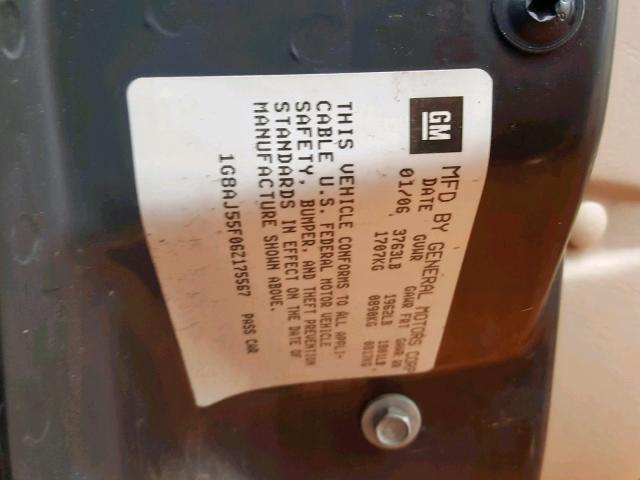 GM
MFD BY GENERAL MOTORS CORP
DATE GVWR GAWR FRT GAWR RR
01/06 3763LB 1962LB 1801LB
1707KG 0890KG 0817KG
THIS VEHICLE CONFORMS TO ALL APPLI-
CABLE U.S. FEDERAL MOTOR VEHICLE
SAFETY, BUMPER, AND THEFT PREVENTION
STANDARDS IN EFFECT ON THE DATE OF
MANUFACTURE SHOWN ABOVE.
1G8AJ55F06Z175567 PASS CAR